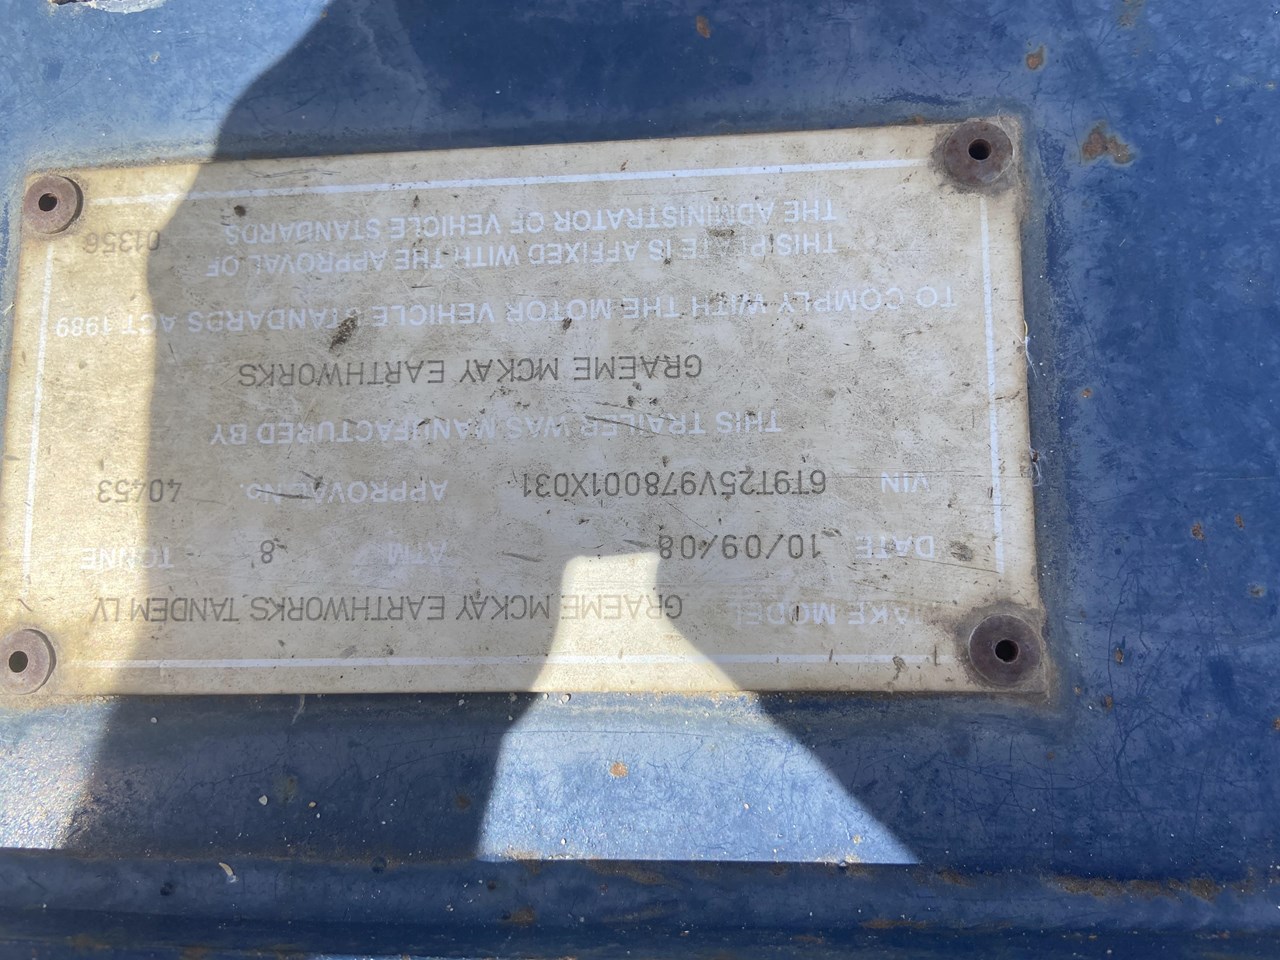 MAKE MODEL GRAEME MCKAY EARTHWORKS TANDEM LV
DATE 10/09/08 ATM 8 TONNE
VIN 6T9T25V978001X031 APPROVAL No. 40453
THIS TRAILER WAS MANUFACTURED BY
GRAEME MCKAY EARTHWORKS
TO COMPLY WITH THE MOTOR VEHICLE STANDARDS ACT 1989
THIS PLATE IS AFFIXED WITH THE APPROVAL OF
THE ADMINISTRATOR OF VEHICLE STANDARDS 01356